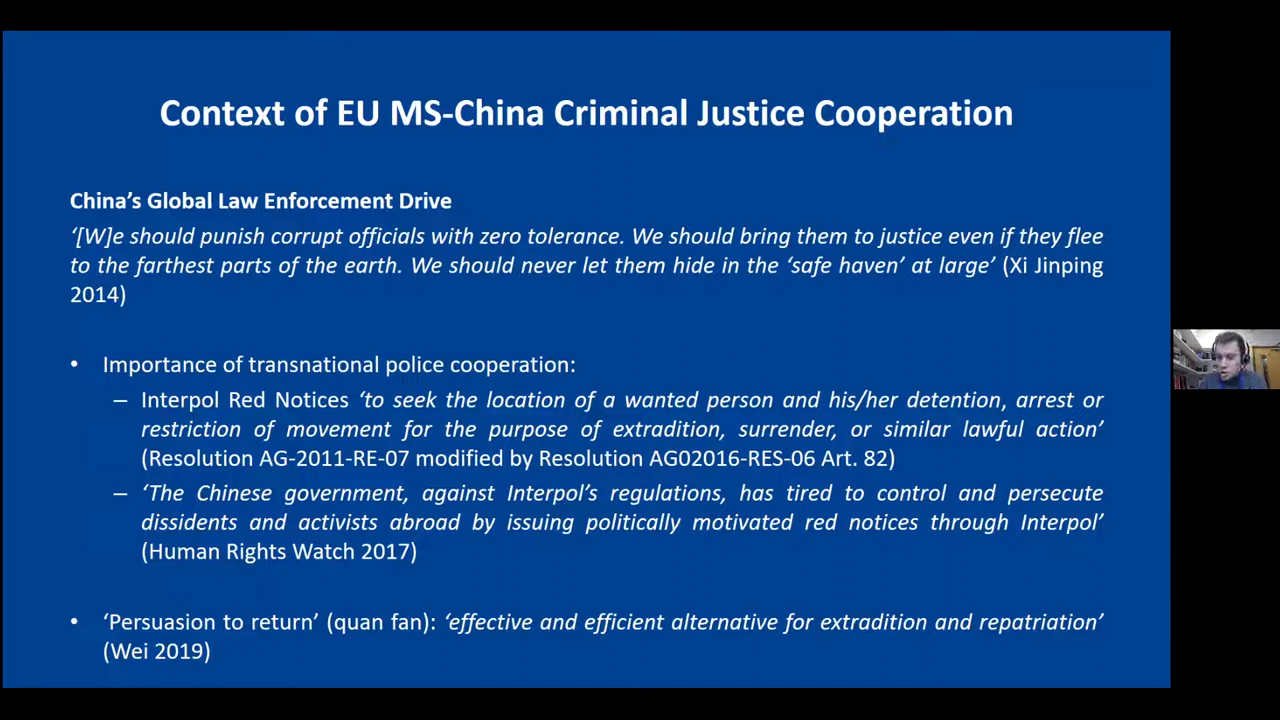 Context of EU MS-China Criminal Justice Cooperation
China’s Global Law Enforcement Drive
‘[W]e should punish corrupt officials with zero tolerance. We should bring them to justice even if they flee
to the farthest parts of the earth. We should never let them hide in the ‘safe haven’ at large’ (Xi Jinping
2014)
• Importance of transnational police cooperation:
– Interpol Red Notices ‘to seek the location of a wanted person and his/her detention, arrest or
restriction of movement for the purpose of extradition, surrender, or similar lawful action’
(Resolution AG-2011-RE-07 modified by Resolution AG02016-RES-06 Art. 82)
– ‘The Chinese government, against Interpol’s regulations, has tired to control and persecute
dissidents and activists abroad by issuing politically motivated red notices through Interpol’
(Human Rights Watch 2017)
• ‘Persuasion to return’ (quan fan): ‘effective and efficient alternative for extradition and repatriation’
(Wei 2019)